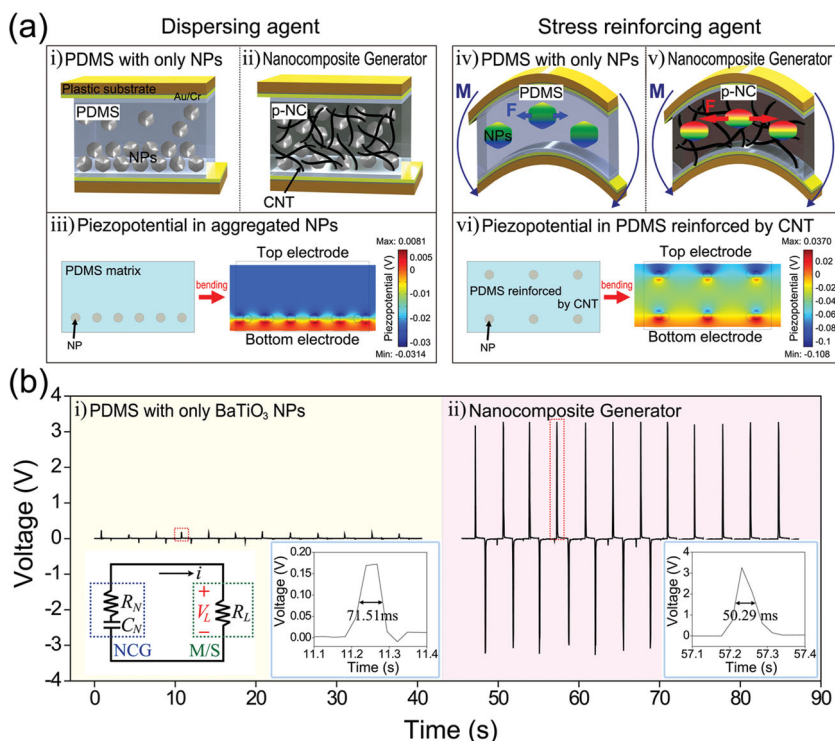 (a)
Dispersing agent
Stress reinforcing agent
i) PDMS with only NPs
Plastic substrate
Au/Cr
PDMS
NPs
ii) Nanocomposite Generator
p-NC
CNT
iii) Piezopotential in aggregated NPs
PDMS matrix
NP
bending
Top electrode
Bottom electrode
Max: 0.0081
0.005
0
-0.01
-0.02
-0.03
Min: -0.0314
Piezopotential (V)
iv) PDMS with only NPs
M
PDMS
F
NPs
v) Nanocomposite Generator
M
p-NC
F
vi) Piezopotential in PDMS reinforced by CNT
PDMS reinforced
by CNT
NP
bending
Top electrode
Bottom electrode
Max: 0.0370
0.02
0
-0.02
-0.04
-0.06
-0.08
-0.1
Min: -0.108
Piezopotential (V)
(b)
Voltage (V)
4
3
2
1
0
-1
-2
-3
-4
i) PDMS with only BaTiO3 NPs
ii) Nanocomposite Generator
i
RN
CN
+
VL
−
RL
NCG
M/S
Voltage (V)
0.20
0.15
0.10
0.05
0.00
71.51ms
11.1 11.2 11.3 11.4
Time (s)
Voltage (V)
4
3
2
1
0
50.29 ms
57.1 57.2 57.3 57.4
Time (s)
0 10 20 30 40 50 60 70 80 90
Time (s)